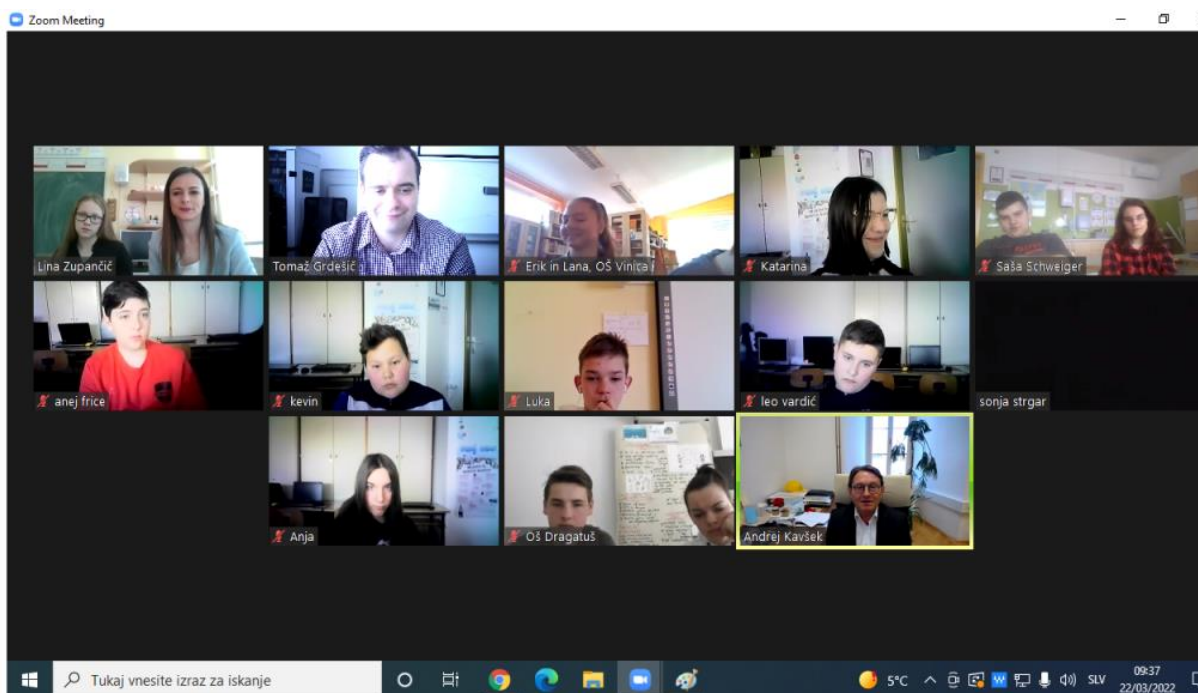 Zoom Meeting
Lina Zupančič
Tomaž Grdešič
Erik in Lana, OŠ Vinica
Katarina
Saša Schweiger
anej frice
kevin
Luka
leo vardić
sonja strgar
Anja
Oš Dragatuš
Andrej Kavšek
Tukaj vnesite izraz za iskanje
5°C
SLV
09:37
22/03/2022